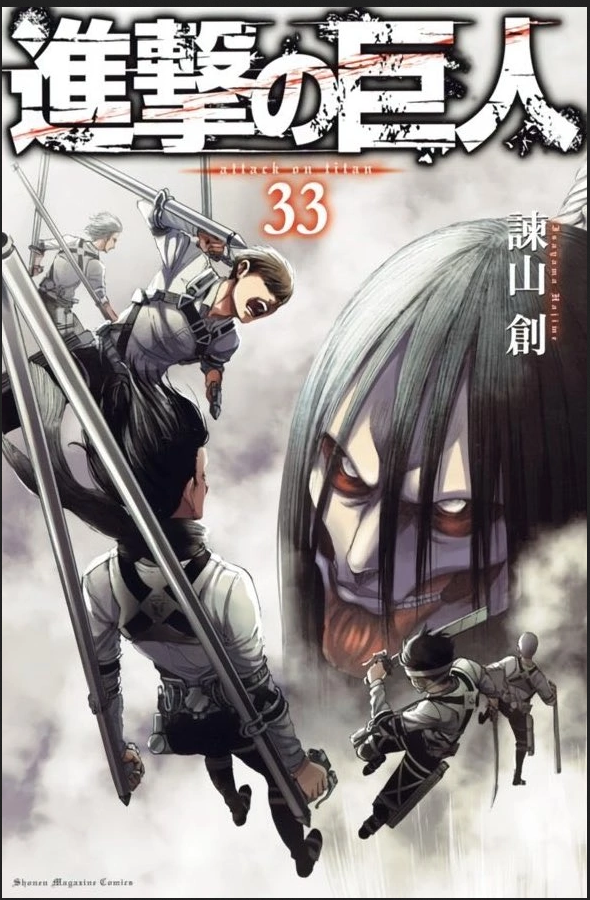 進撃の巨人
attack on titan
33
諫山 創
Isayama Hajime
Shonen Magazine Comics